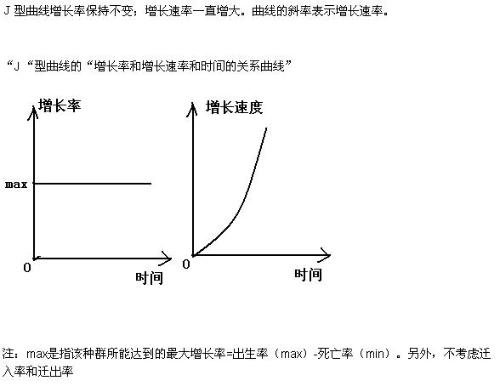 J 型曲线增长率保持不变；增长速率一直增大。曲线的斜率表示增长速率。
“J “型曲线的“增长率和增长速率和时间的关系曲线”
增长率
增长速度
max
0
时间
0
时间
注：max是指该种群所能达到的最大增长率=出生率（max）-死亡率（min）。另外，不考虑迁
入率和迁出率